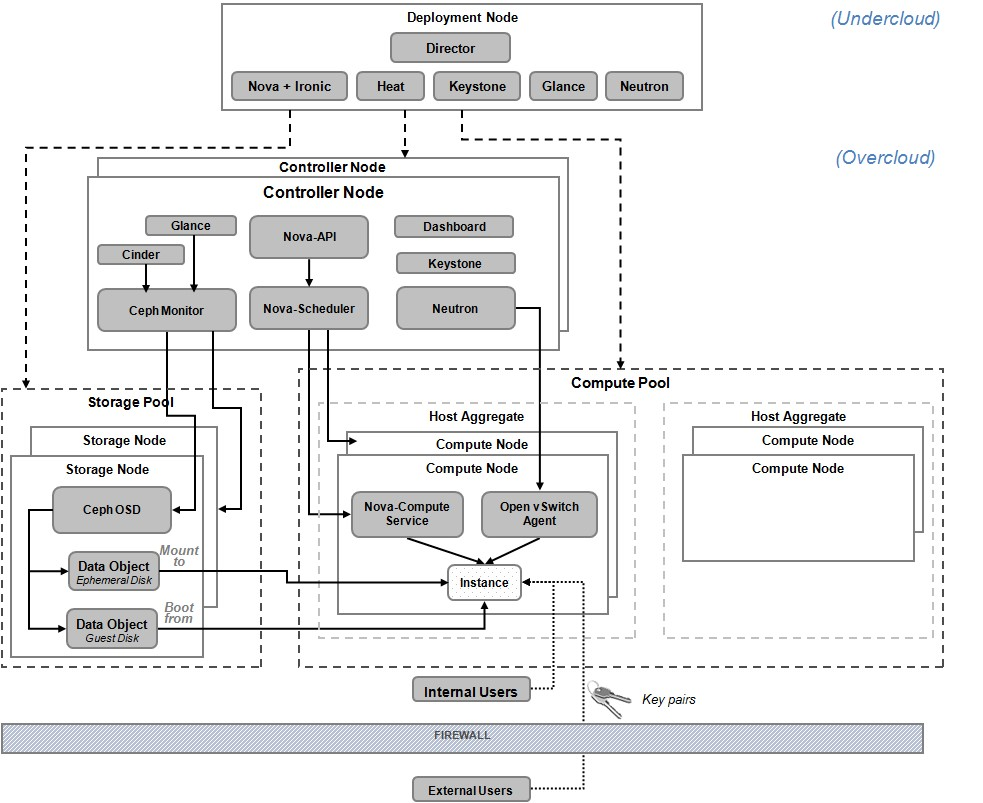 Deployment Node
(Undercloud)
Director
Nova + Ironic
Heat
Keystone
Glance
Neutron
(Overcloud)
Controller Node
Controller Node
Glance
Nova-API
Dashboard
Cinder
Keystone
Ceph Monitor
Nova-Scheduler
Neutron
Storage Pool
Compute Pool
Host Aggregate
Host Aggregate
Storage Node
Compute Node
Compute Node
Storage Node
Compute Node
Compute Node
Ceph OSD
Nova-Compute
Service
Open vSwitch
Agent
Mount
to
Data Object
Ephemeral Disk
Instance
Boot
from
Data Object
Guest Disk
Internal Users
Key pairs
FIREWALL
External Users